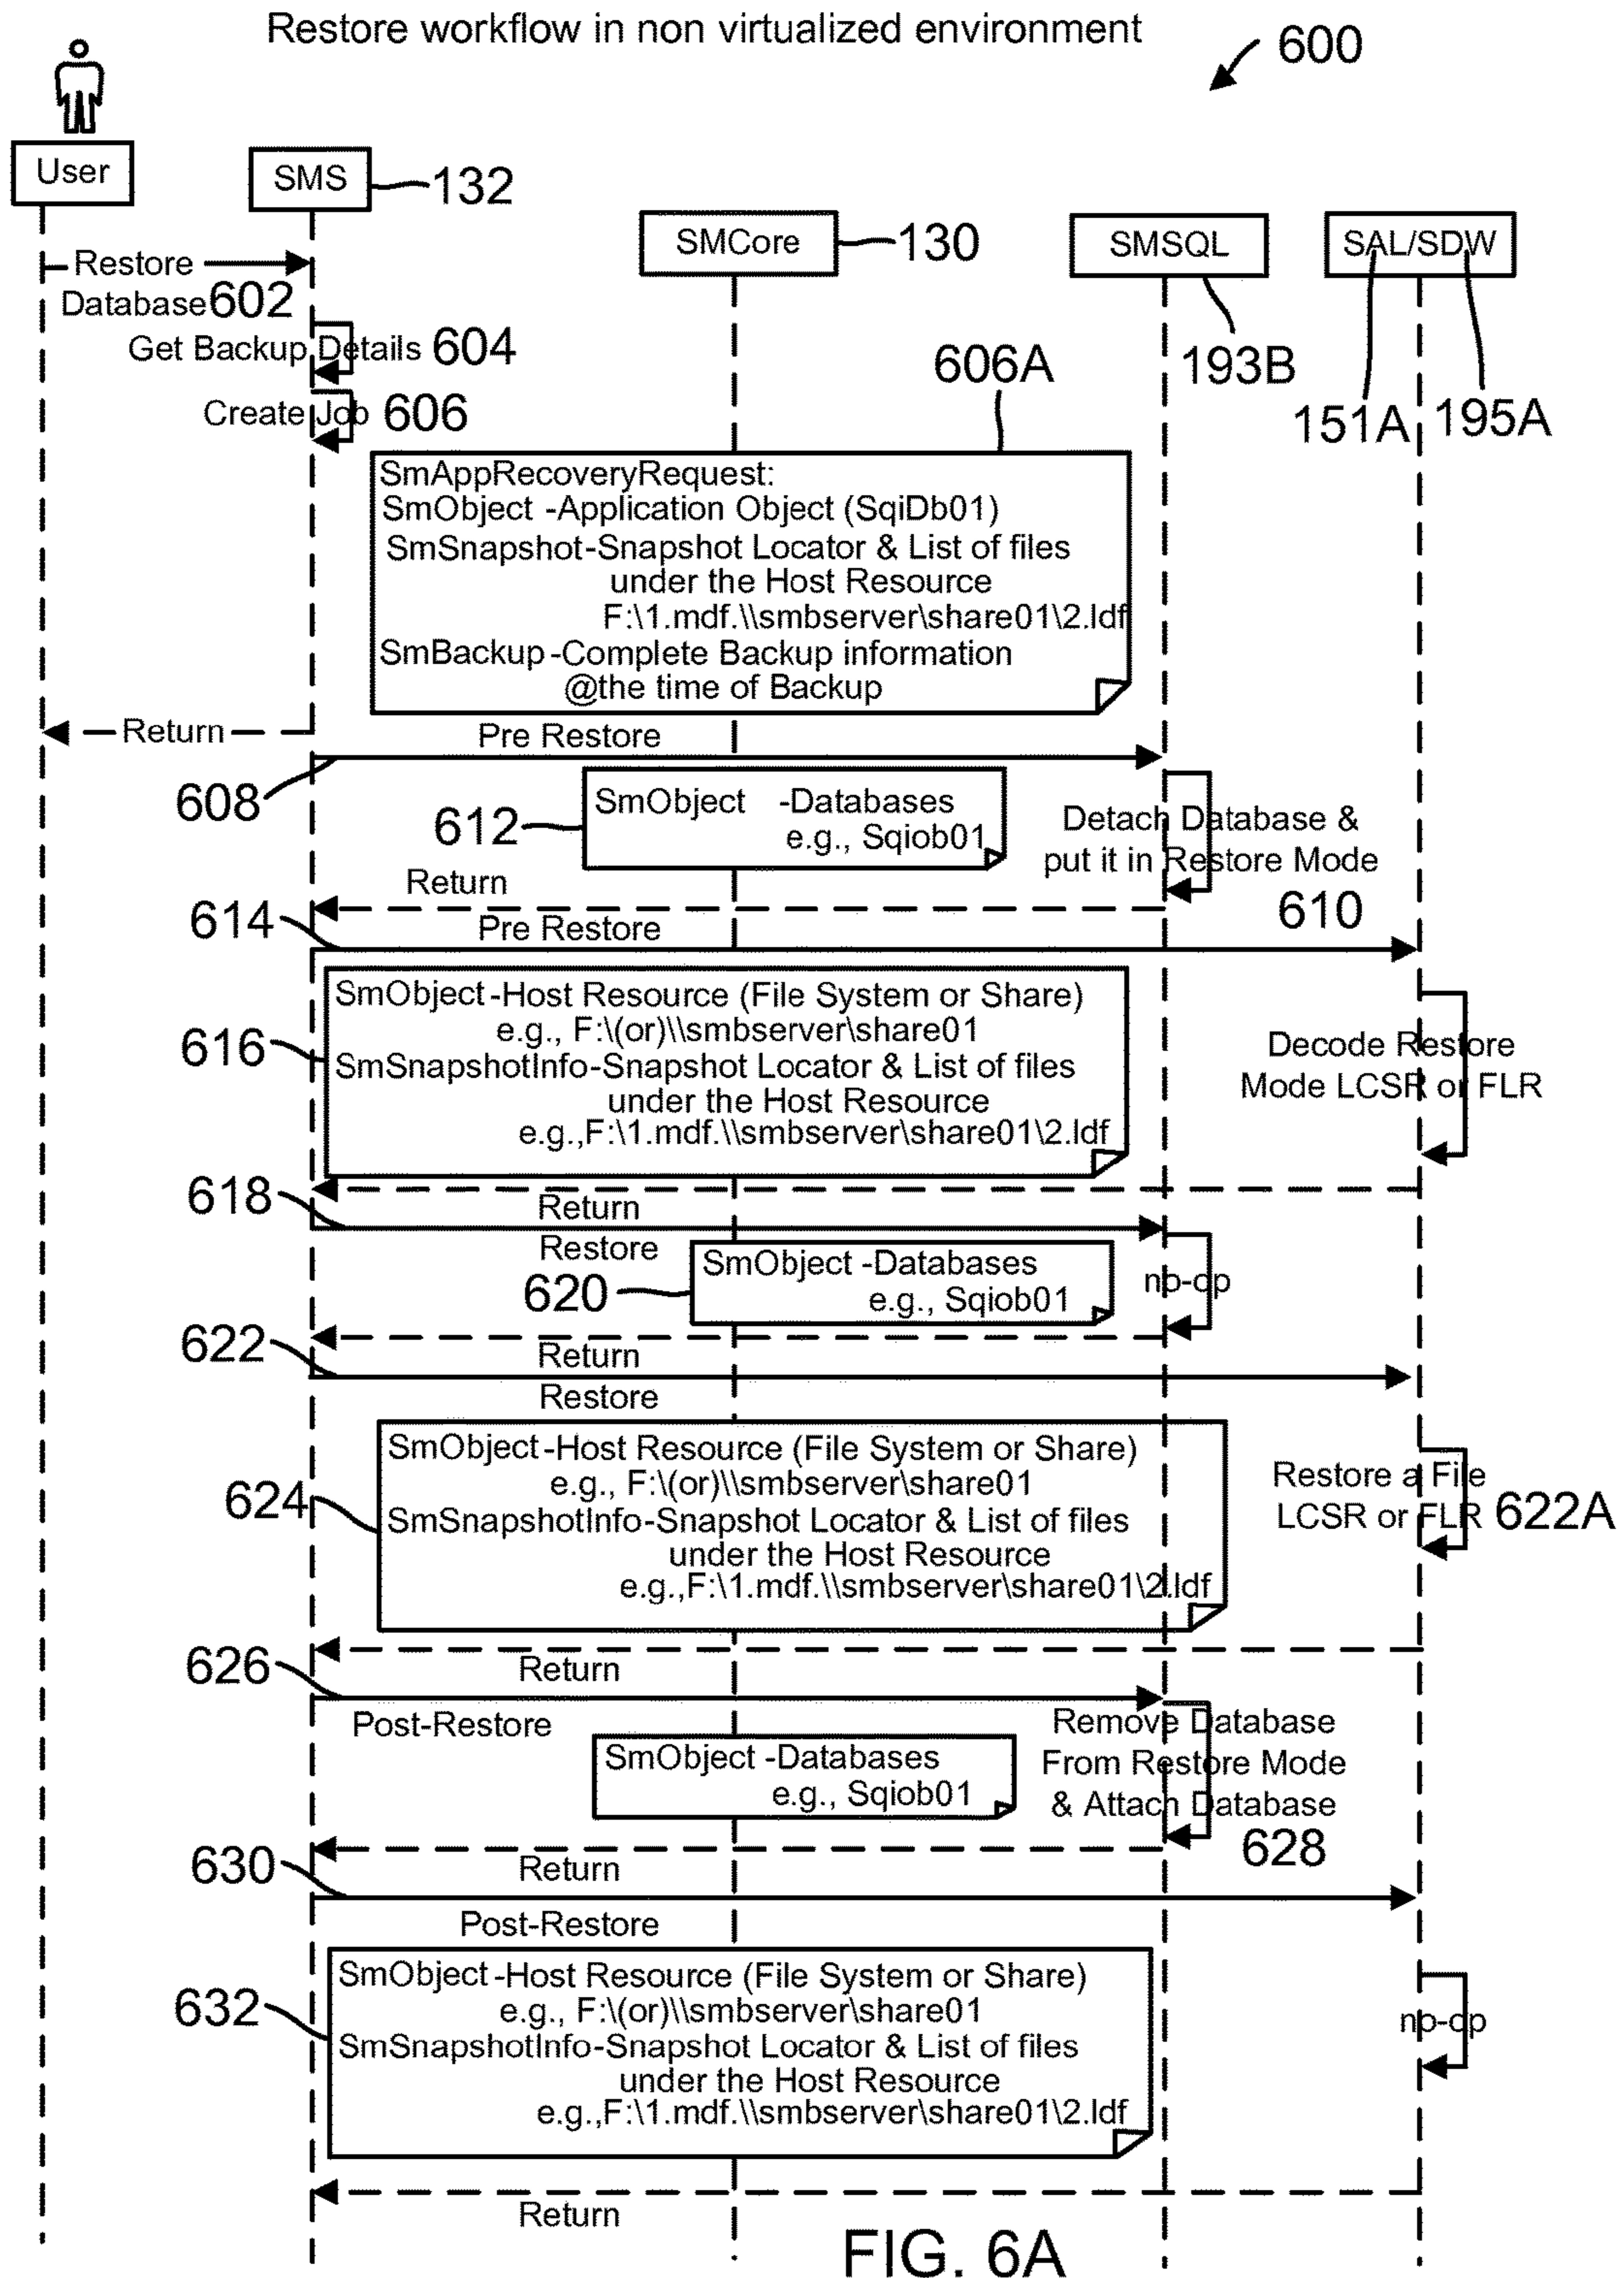 Restore workflow in non virtualized environment
600
User
SMS
132
SMCore
130
SMSQL
193B
SAL/SDW
151A
195A
Restore
Database 602
Get Backup Details 604
Create Job 606
606A
SmAppRecoveryRequest:
SmObject -Application Object (SqiDb01)
SmSnapshot-Snapshot Locator & List of files
under the Host Resource
F:\1.mdf.\\smbserver\share01\2.ldf
SmBackup-Complete Backup information
@the time of Backup
Return
Pre Restore
608
612
SmObject -Databases
e.g., Sqiob01
Detach Database &
put it in Restore Mode
610
Return
614
Pre Restore
616
SmObject-Host Resource (File System or Share)
e.g., F:\(or)\\smbserver\share01
SmSnapshotInfo-Snapshot Locator & List of files
under the Host Resource
e.g.,F:\1.mdf.\\smbserver\share01\2.ldf
Decode Restore
Mode LCSR or FLR
618
Return
Restore
620
SmObject -Databases
e.g., Sqiob01
no-op
622
Return
Restore
624
SmObject-Host Resource (File System or Share)
e.g., F:\(or)\\smbserver\share01
SmSnapshotInfo-Snapshot Locator & List of files
under the Host Resource
e.g.,F:\1.mdf.\\smbserver\share01\2.ldf
Restore a File
LCSR or FLR 622A
626
Return
Post-Restore
SmObject -Databases
e.g., Sqiob01
Remove Database
From Restore Mode
& Attach Database
628
630
Return
Post-Restore
632
SmObject-Host Resource (File System or Share)
e.g., F:\(or)\\smbserver\share01
SmSnapshotInfo-Snapshot Locator & List of files
under the Host Resource
e.g.,F:\1.mdf.\\smbserver\share01\2.ldf
no-op
Return
FIG. 6A